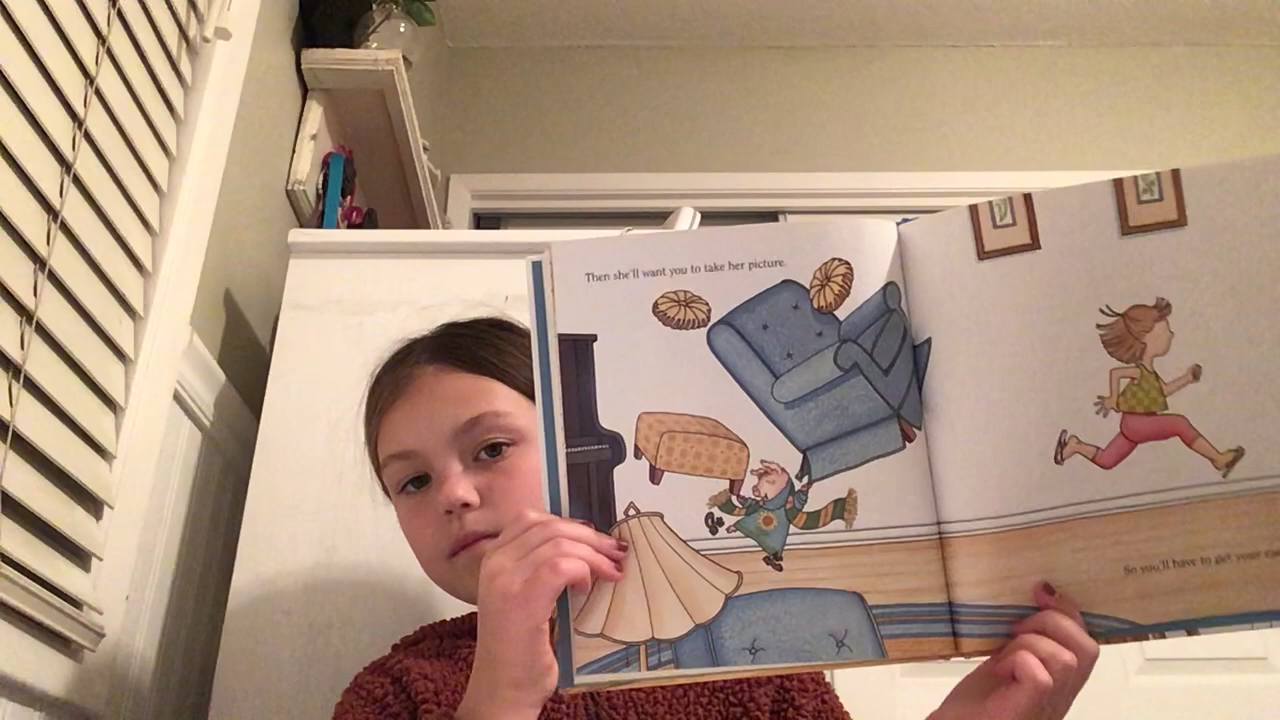 Then she'll want you to take her picture.
So you'll have to get your